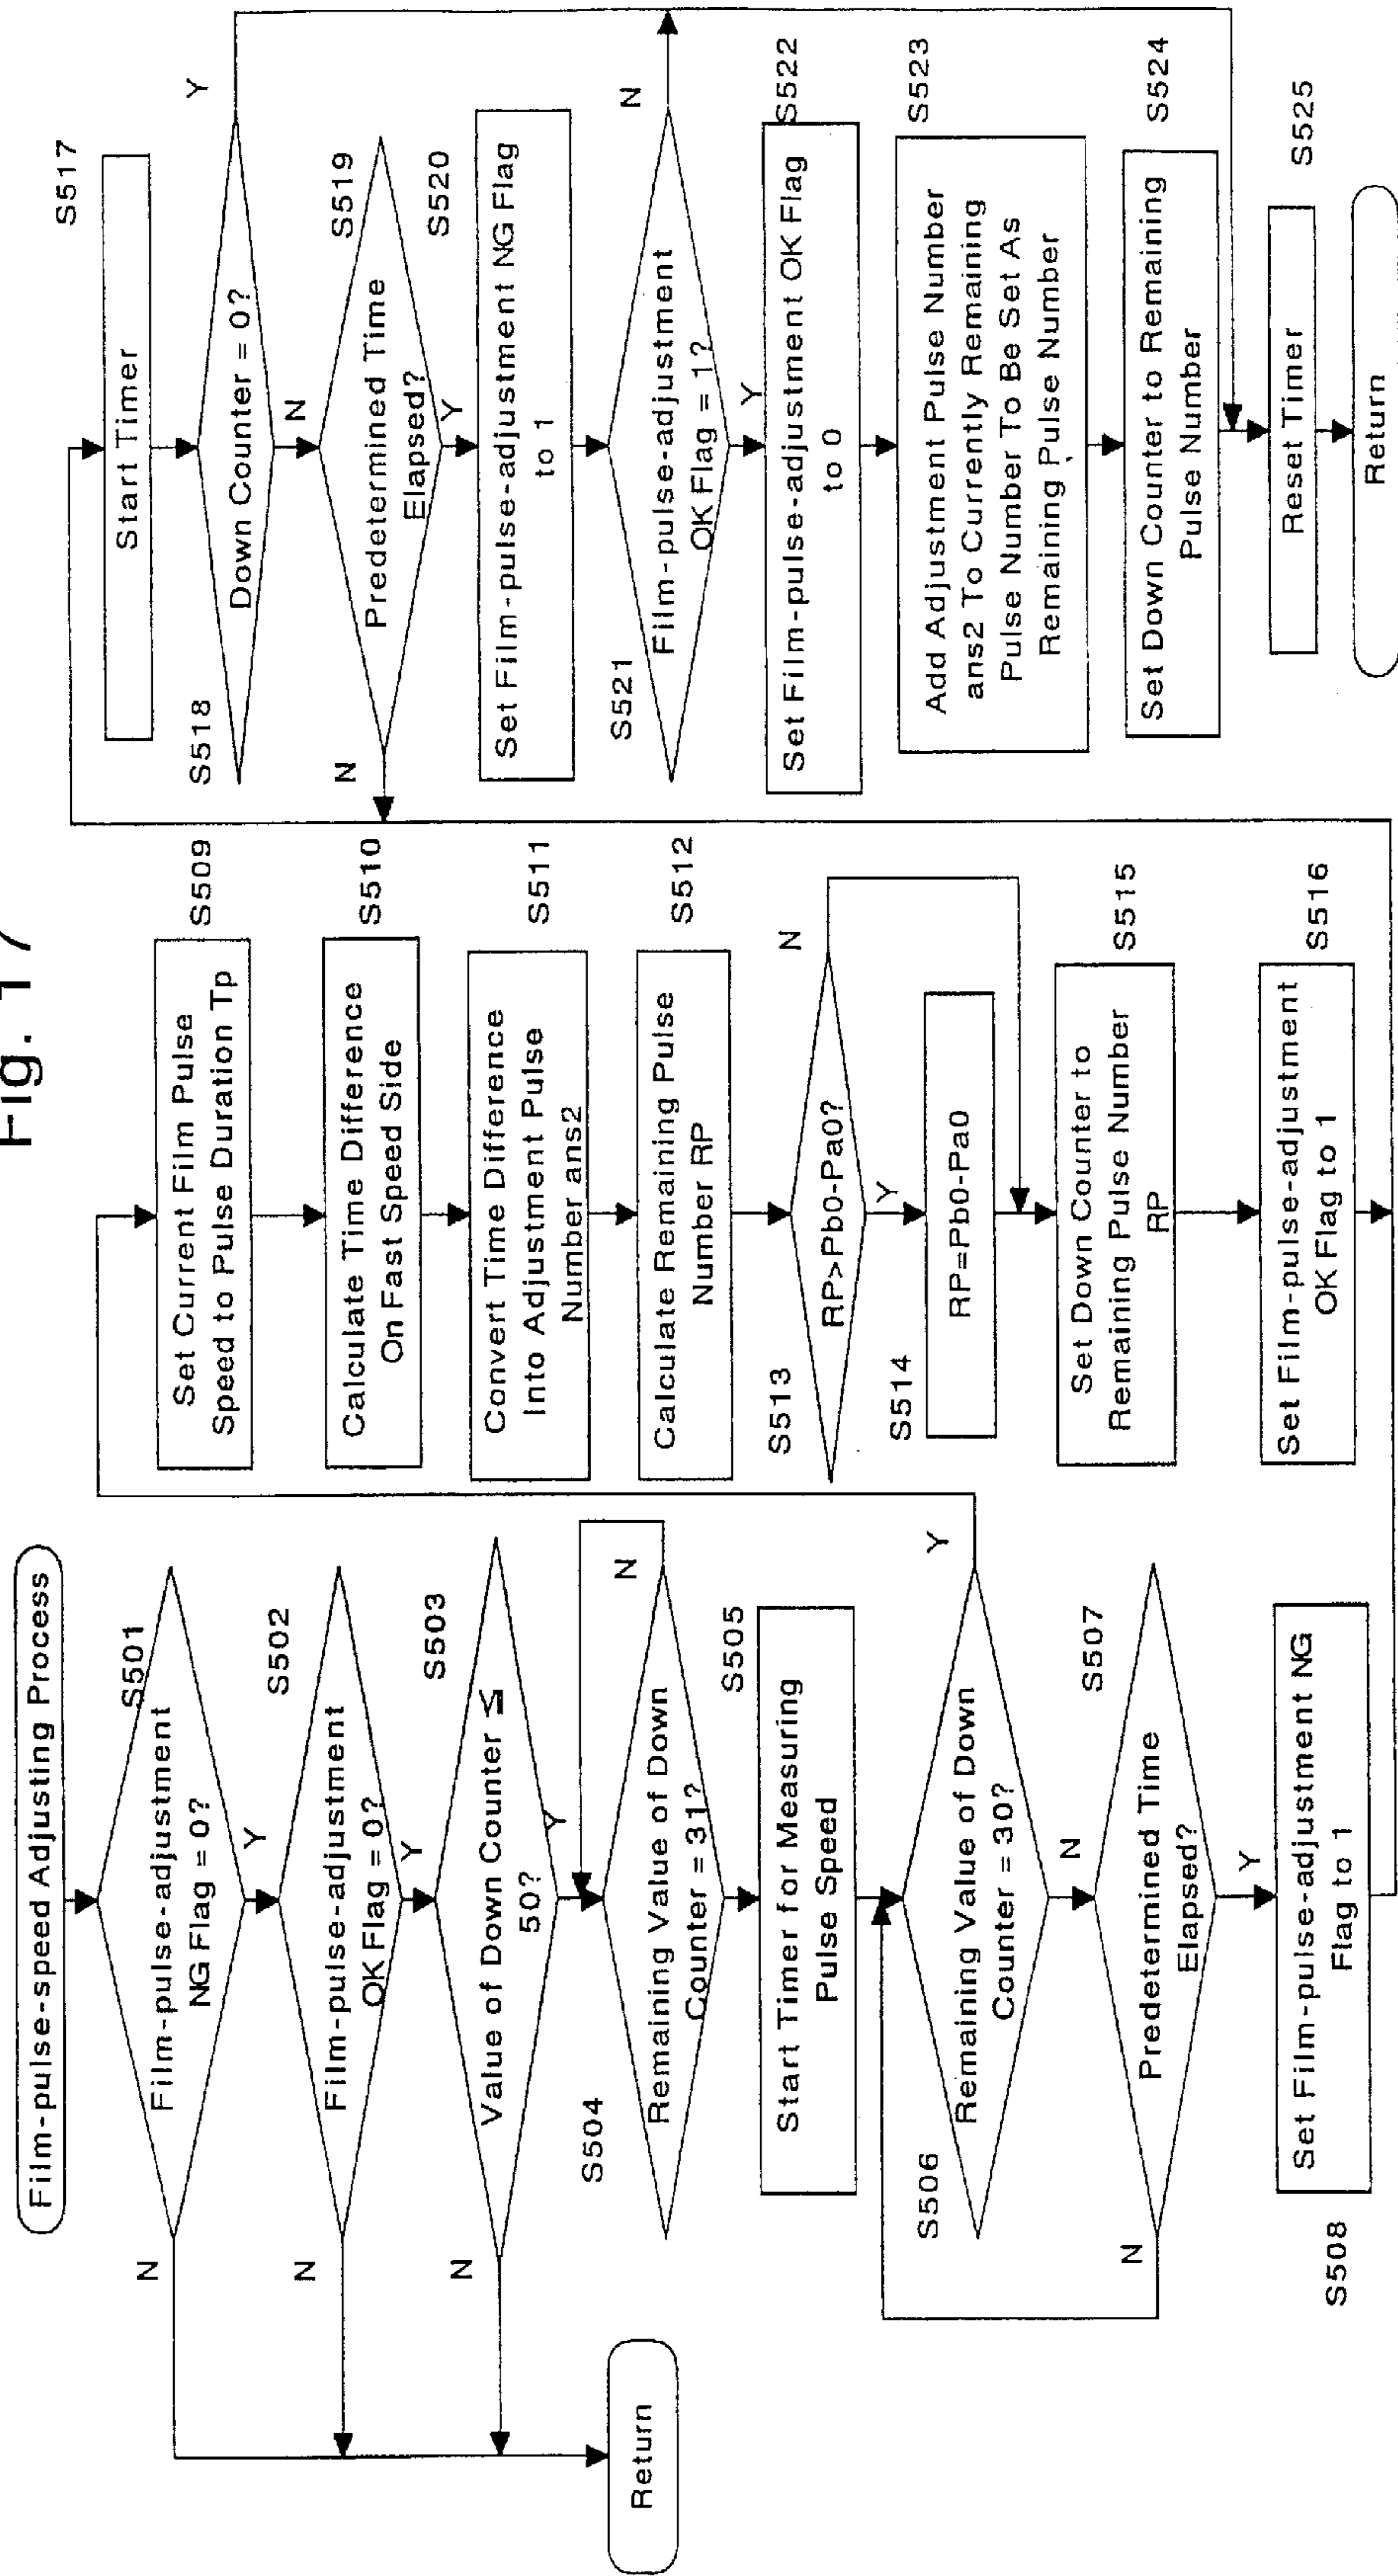 Fig. 17
Film-pulse-speed Adjusting Process
S501
Film-pulse-adjustment
NG Flag = 0?
N
Y
S502
Film-pulse-adjustment
OK Flag = 0?
N
Y
S503
Value of Down Counter ≦
50?
N
Y
Return
S504
Remaining Value of Down
Counter = 31?
N
S505
Start Timer for Measuring
Pulse Speed
S506
Remaining Value of Down
Counter = 30?
Y
N
S507
Predetermined Time
Elapsed?
N
Y
S508
Set Film-pulse-adjustment NG
Flag to 1
S509
Set Current Film Pulse
Speed to Pulse Duration Tp
S510
Calculate Time Difference
On Fast Speed Side
S511
Convert Time Difference
Into Adjustment Pulse
Number ans2
S512
Calculate Remaining Pulse
Number RP
S513
RP>Pb0-Pa0?
N
Y
S514
RP=Pb0-Pa0
S515
Set Down Counter to
Remaining Pulse Number
RP
S516
Set Film-pulse-adjustment
OK Flag to 1
S517
Start Timer
S518
Down Counter = 0?
Y
N
S519
Predetermined Time
Elapsed?
N
Y
S520
Set Film-pulse-adjustment NG Flag
to 1
S521
Film-pulse-adjustment
OK Flag = 1?
N
Y
S522
Set Film-pulse-adjustment OK Flag
to 0
S523
Add Adjustment Pulse Number
ans2 To Currently Remaining
Pulse Number To Be Set As
Remaining Pulse Number
S524
Set Down Counter to Remaining
Pulse Number
S525
Reset Timer
Return